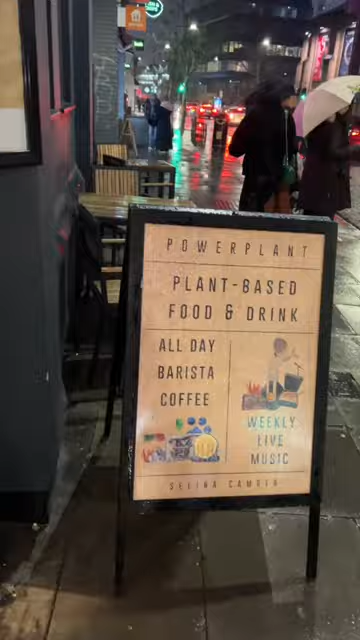 POWERPLANT
PLANT-BASED
FOOD & DRINK
ALL DAY
BARISTA
COFFEE
WEEKLY
LIVE
MUSIC
SELINA CAMDEN